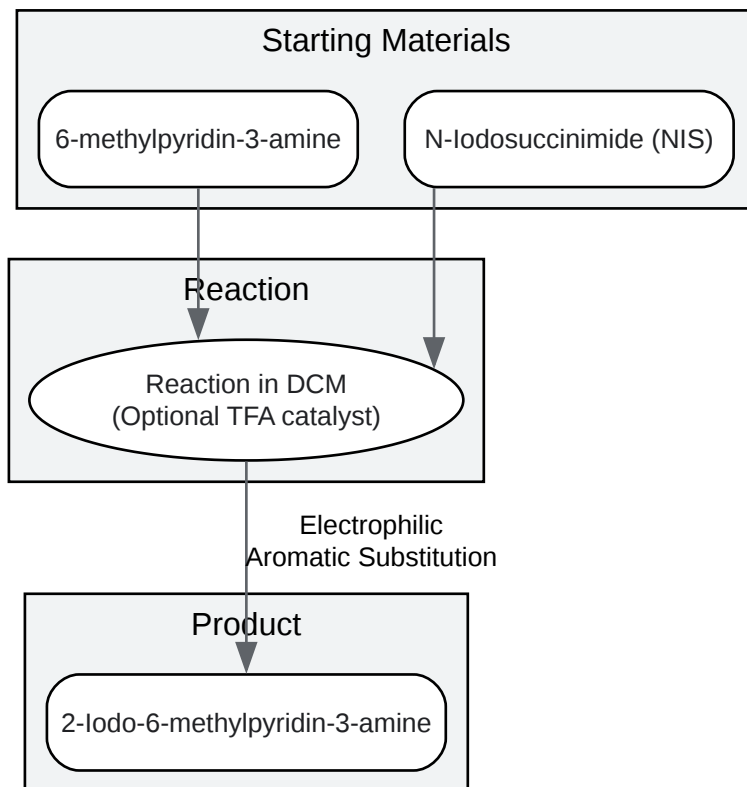 Starting Materials
6-methylpyridin-3-amine
N-Iodosuccinimide (NIS)
Reaction
Reaction in DCM
(Optional TFA catalyst)
Electrophilic
Aromatic Substitution
Product
2-Iodo-6-methylpyridin-3-amine